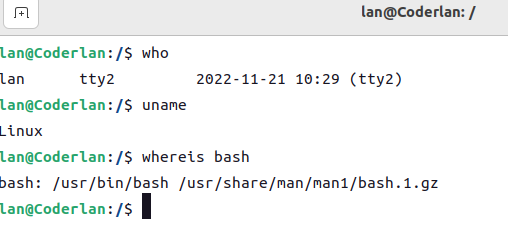 lan@Coderlan: /
lan@Coderlan:/$ who
lan      tty2         2022-11-21 10:29 (tty2)
lan@Coderlan:/$ uname
Linux
lan@Coderlan:/$ whereis bash
bash: /usr/bin/bash /usr/share/man/man1/bash.1.gz
lan@Coderlan:/$